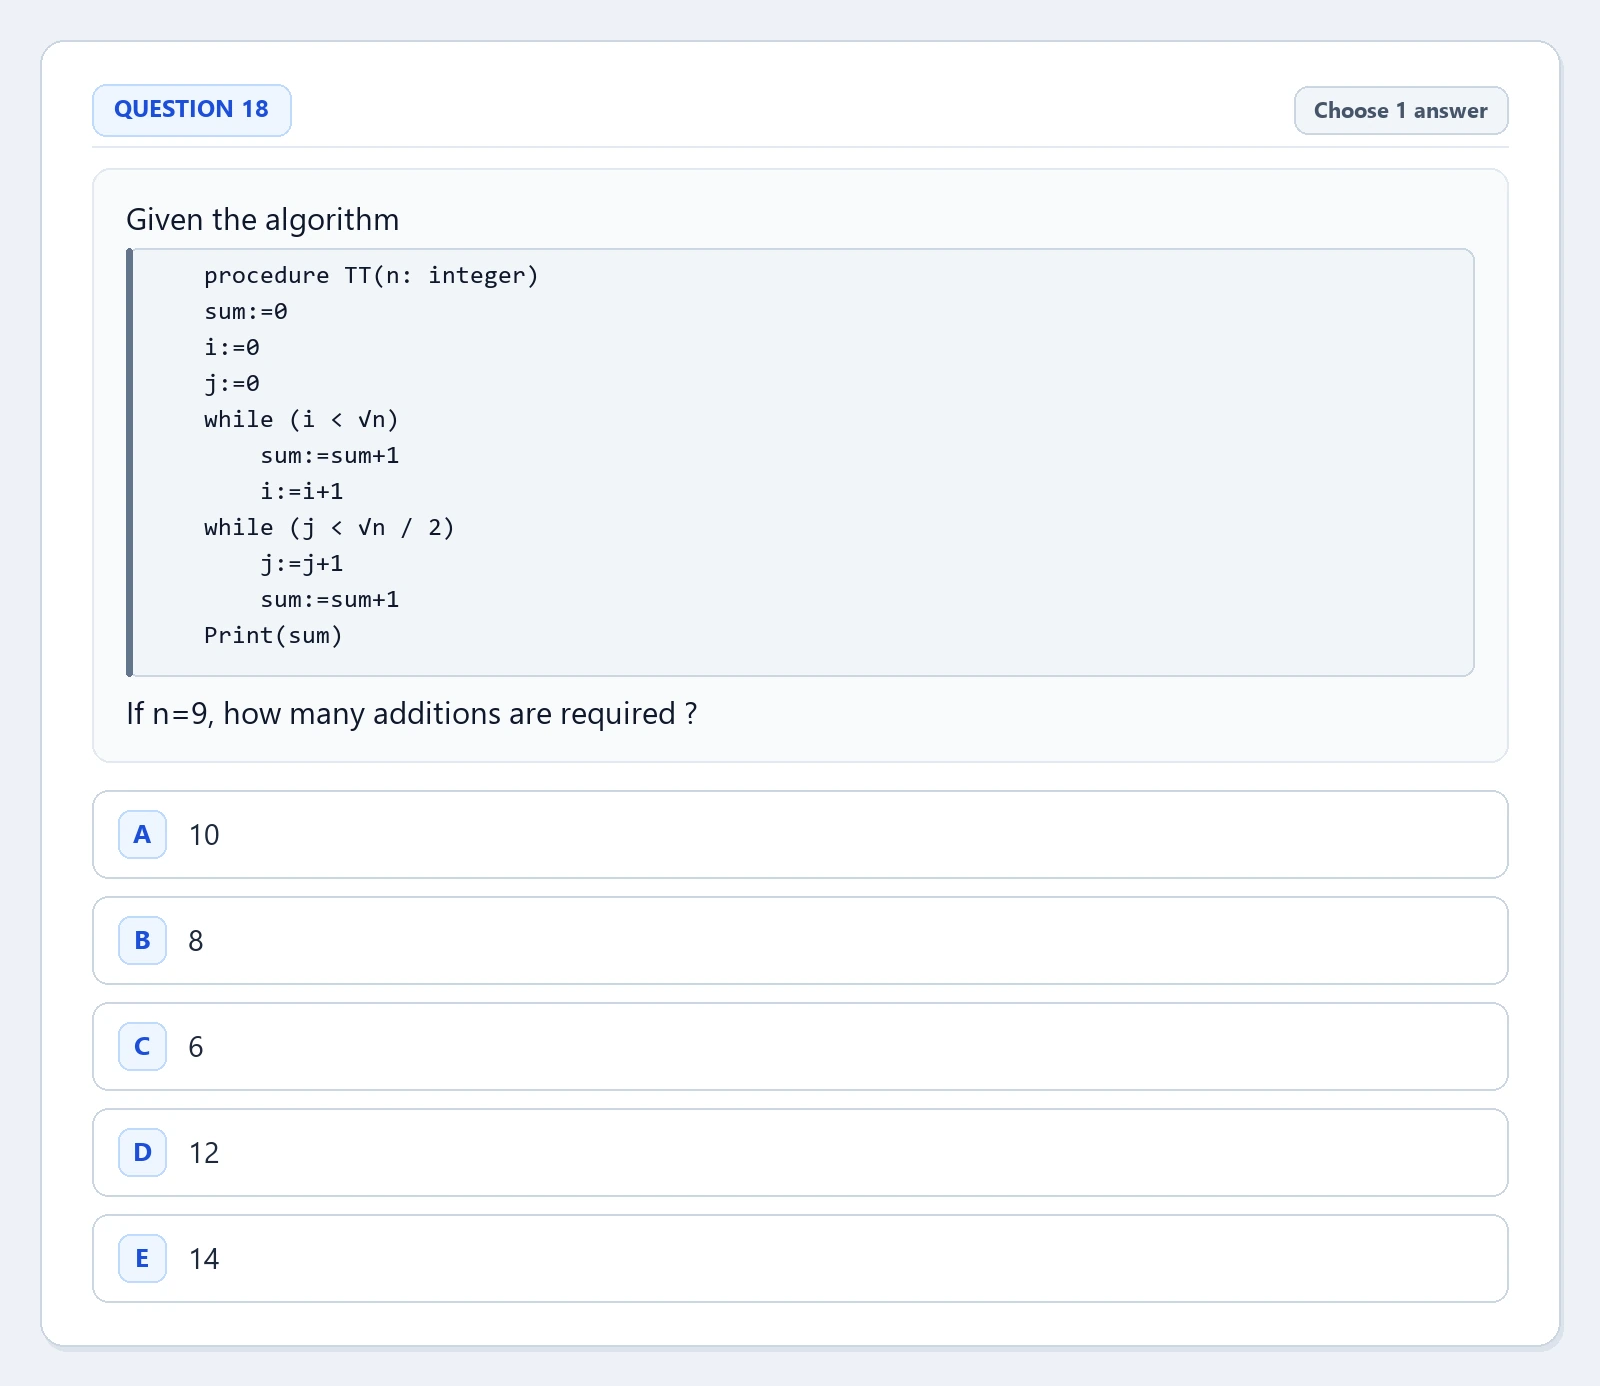 QUESTION 18
Choose 1 answer
Given the algorithm
procedure TT(n: integer)
sum:=0
i:=0
j:=0
while (i < √n)
    sum:=sum+1
    i:=i+1
while (j < √n / 2)
    j:=j+1
    sum:=sum+1
Print(sum)
If n=9, how many additions are required ?
A 10
B 8
C 6
D 12
E 14